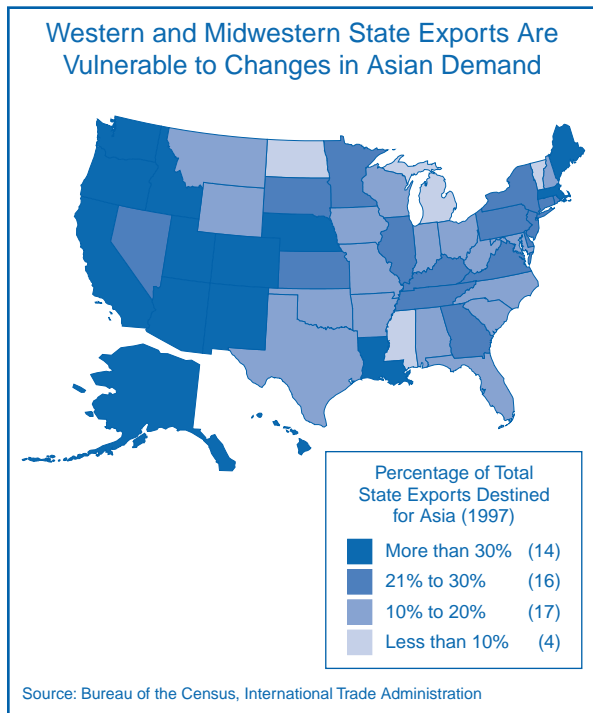 Western and Midwestern State Exports Are
Vulnerable to Changes in Asian Demand
Percentage of Total
State Exports Destined
for Asia (1997)
More than 30% (14)
21% to 30% (16)
10% to 20% (17)
Less than 10% (4)
Source: Bureau of the Census, International Trade Administration